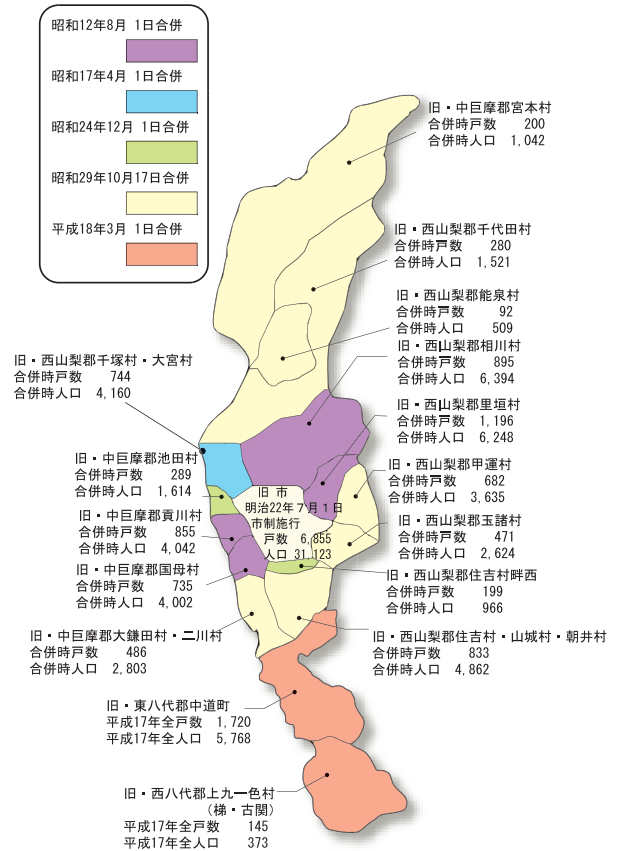 昭和12年8月 1日合併
昭和17年4月 1日合併
昭和24年12月 1日合併
昭和29年10月17日合併
平成18年3月 1日合併
旧・中巨摩郡宮本村
合併時戸数 200
合併時人口 1,042
旧・西山梨郡千代田村
合併時戸数 280
合併時人口 1,521
旧・西山梨郡能泉村
合併時戸数 92
合併時人口 509
旧・西山梨郡相川村
合併時戸数 895
合併時人口 6,394
旧・西山梨郡千塚村・大宮村
合併時戸数 744
合併時人口 4,160
旧・西山梨郡里垣村
合併時戸数 1,196
合併時人口 6,248
旧・中巨摩郡池田村
合併時戸数 289
合併時人口 1,614
旧・西山梨郡甲運村
合併時戸数 682
合併時人口 3,635
旧 市
明治22年7月1日
市制施行
戸数 6,855
人口 31,123
旧・中巨摩郡貢川村
合併時戸数 855
合併時人口 4,042
旧・西山梨郡玉諸村
合併時戸数 471
合併時人口 2,624
旧・中巨摩郡国母村
合併時戸数 735
合併時人口 4,002
旧・西山梨郡住吉村畔西
合併時戸数 199
合併時人口 966
旧・中巨摩郡大鎌田村・二川村
合併時戸数 486
合併時人口 2,803
旧・西山梨郡住吉村・山城村・朝井村
合併時戸数 833
合併時人口 4,862
旧・東八代郡中道町
平成17年全戸数 1,720
平成17年全人口 5,768
旧・西八代郡上九一色村
(梯・古関)
平成17年全戸数 145
平成17年全人口 373